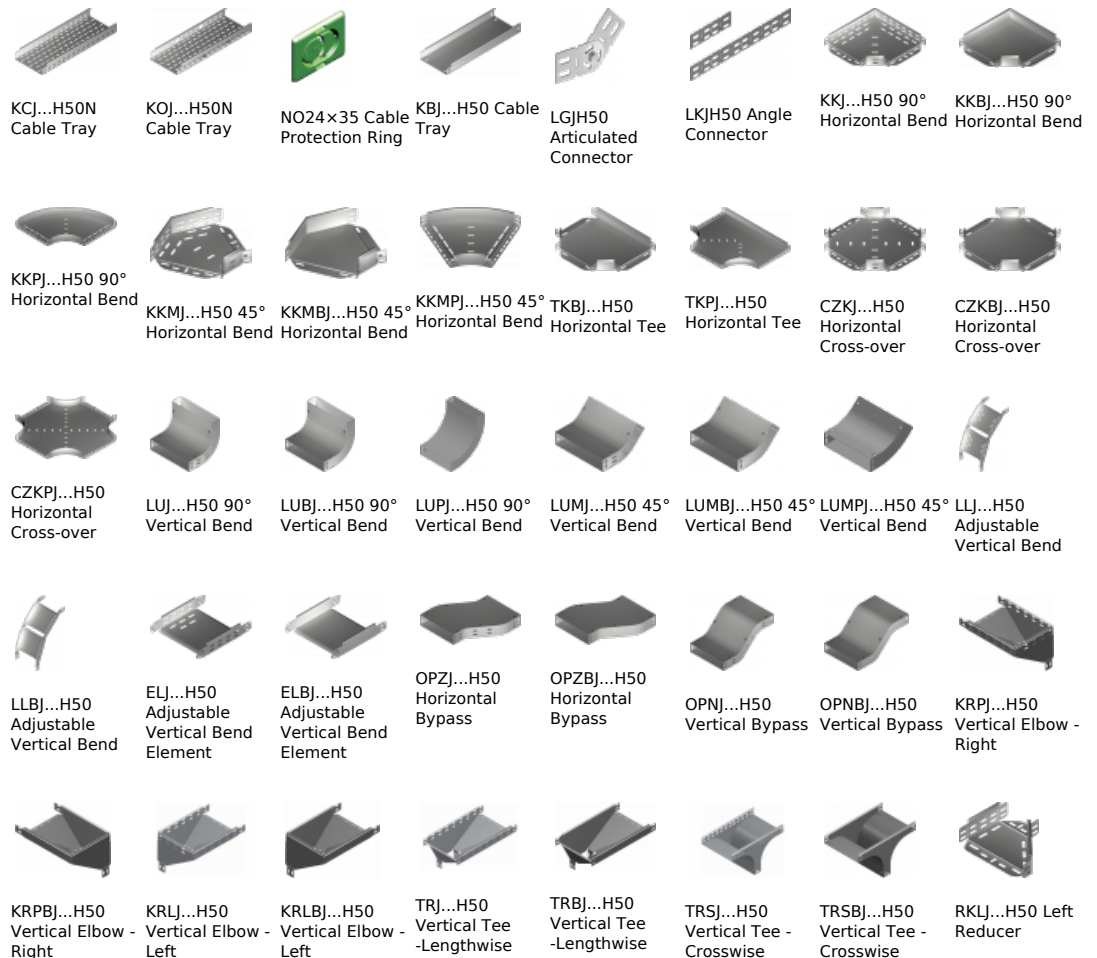 KCJ...H50N
Cable Tray
KOJ...H50N
Cable Tray
NO24×35 Cable
Protection Ring
KBJ...H50 Cable
Tray
LGJH50
Articulated
Connector
LKJH50 Angle
Connector
KKJ...H50 90°
Horizontal Bend
KKBJ...H50 90°
Horizontal Bend
KKPJ...H50 90°
Horizontal Bend
KKMJ...H50 45°
Horizontal Bend
KKMBJ...H50 45°
Horizontal Bend
KKMPJ...H50 45°
Horizontal Bend
TKBJ...H50
Horizontal Tee
TKPJ...H50
Horizontal Tee
CZKJ...H50
Horizontal
Cross-over
CZKBJ...H50
Horizontal
Cross-over
CZKPJ...H50
Horizontal
Cross-over
LUJ...H50 90°
Vertical Bend
LUBJ...H50 90°
Vertical Bend
LUPJ...H50 90°
Vertical Bend
LUMJ...H50 45°
Vertical Bend
LUMBJ...H50 45°
Vertical Bend
LUMPJ...H50 45°
Vertical Bend
LLJ...H50
Adjustable
Vertical Bend
LLBJ...H50
Adjustable
Vertical Bend
ELJ...H50
Adjustable
Vertical Bend
Element
ELBJ...H50
Adjustable
Vertical Bend
Element
OPZJ...H50
Horizontal
Bypass
OPZBJ...H50
Horizontal
Bypass
OPNJ...H50
Vertical Bypass
OPNBJ...H50
Vertical Bypass
KRPJ...H50
Vertical Elbow -
Right
KRPBJ...H50
Vertical Elbow -
Right
KRLJ...H50
Vertical Elbow -
Left
KRLBJ...H50
Vertical Elbow -
Left
TRJ...H50
Vertical Tee
-Lengthwise
TRBJ...H50
Vertical Tee
-Lengthwise
TRSJ...H50
Vertical Tee -
Crosswise
TRSBJ...H50
Vertical Tee -
Crosswise
RKLJ...H50 Left
Reducer